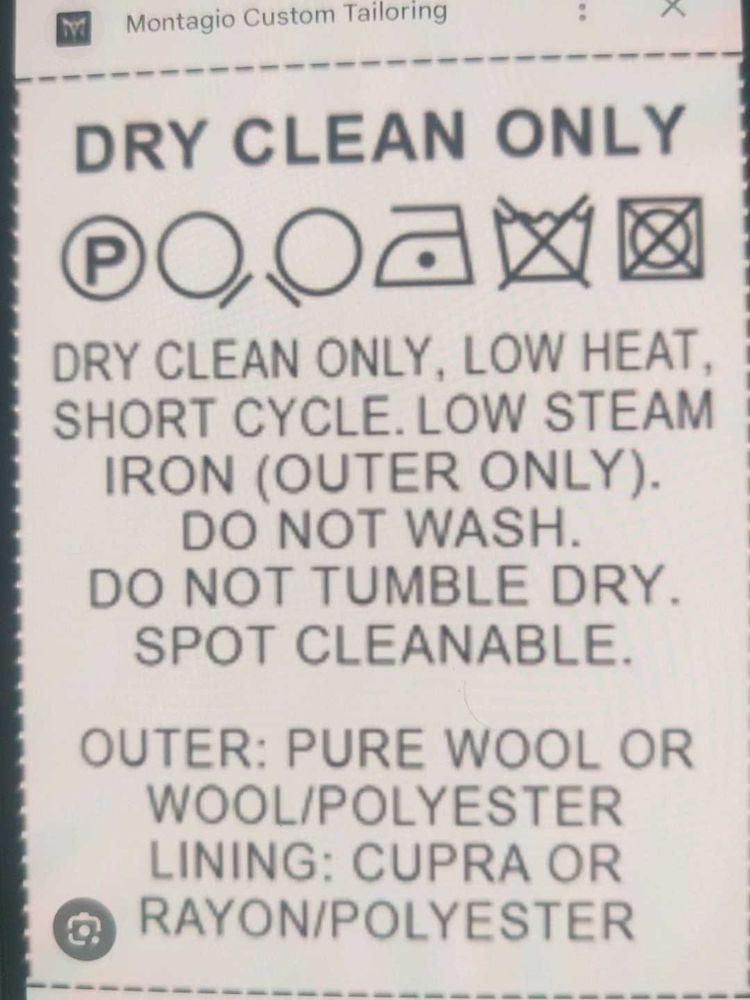 Montagio Custom Tailoring
DRY CLEAN ONLY
P
DRY CLEAN ONLY, LOW HEAT,
SHORT CYCLE. LOW STEAM
IRON (OUTER ONLY).
DO NOT WASH.
DO NOT TUMBLE DRY.
SPOT CLEANABLE.
OUTER: PURE WOOL OR
WOOL/POLYESTER
LINING: CUPRA OR
RAYON/POLYESTER